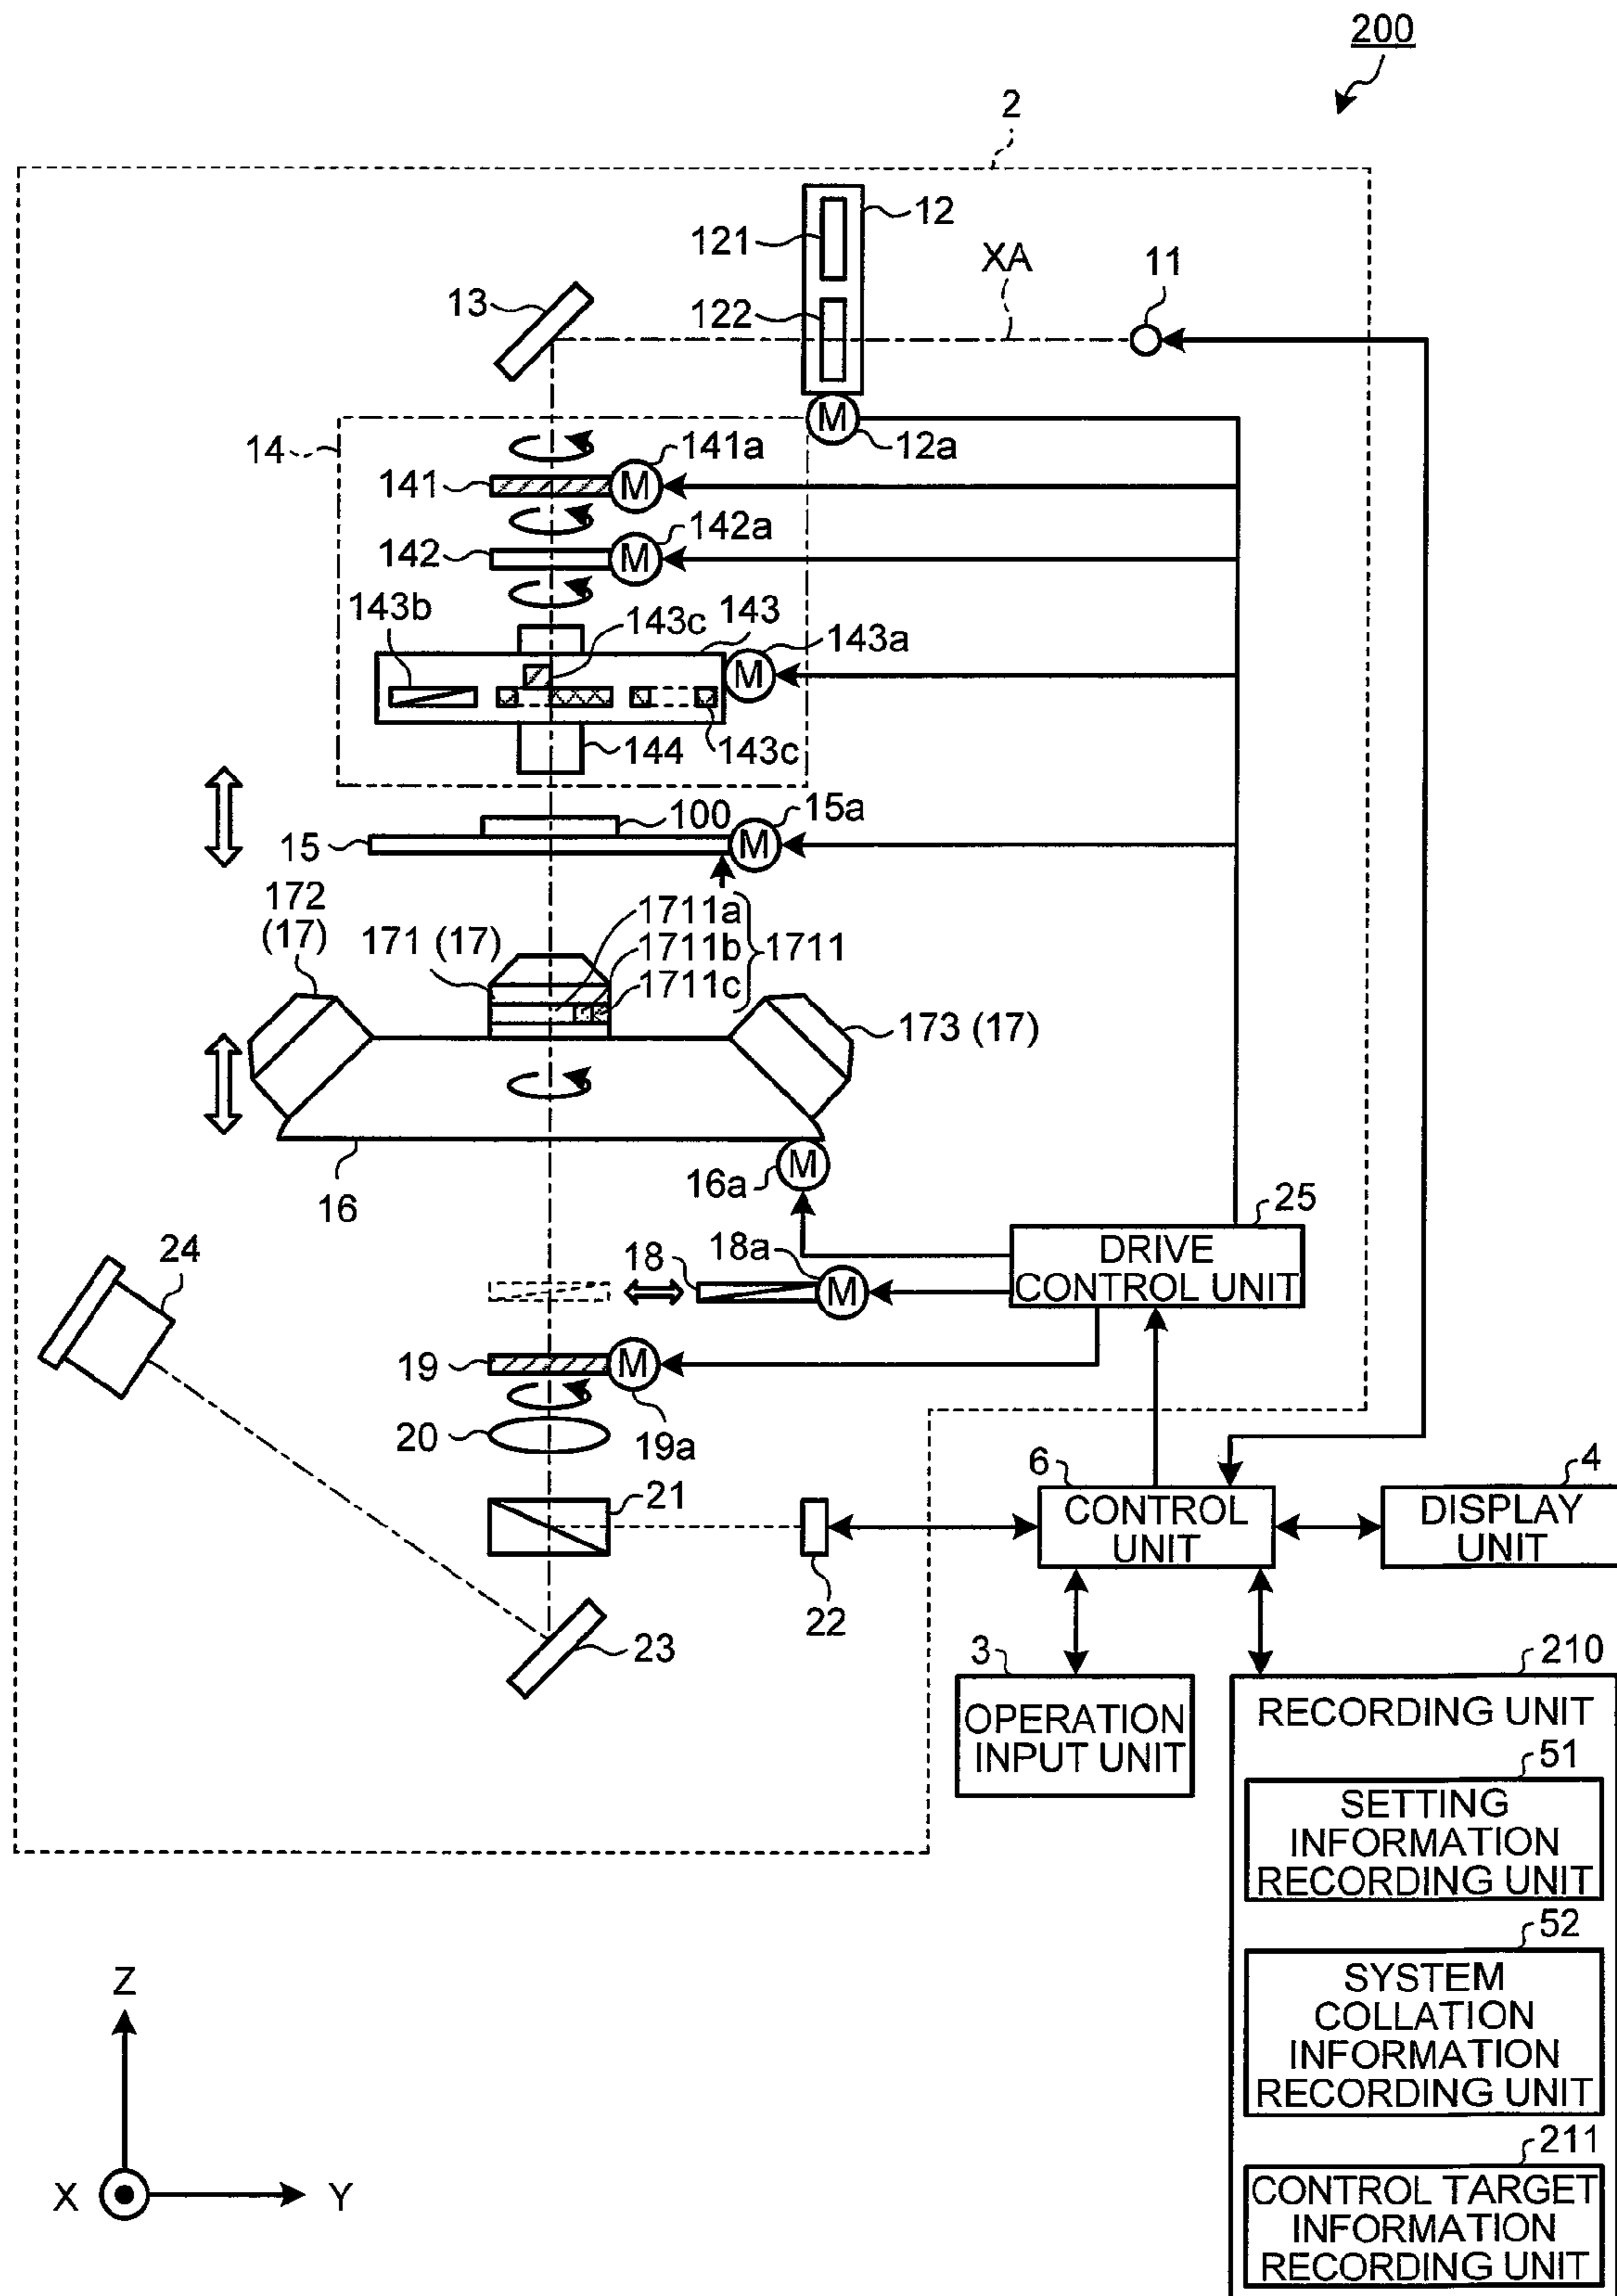 200
2
12
121
XA
11
13
122
M
12a
14
141a
141
M
142a
142
M
143b
143c
143
143a
M
144
143c
100
15a
15
M
172
(17)
1711a
171 (17)
1711b
1711
1711c
173 (17)
M
16a
16
25
24
18
18a
DRIVE
CONTROL UNIT
M
19
M
20
19a
6
4
21
CONTROL
UNIT
DISPLAY
UNIT
22
23
3
210
OPERATION
INPUT UNIT
RECORDING UNIT
51
SETTING
INFORMATION
RECORDING UNIT
52
SYSTEM
COLLATION
INFORMATION
RECORDING UNIT
211
CONTROL TARGET
INFORMATION
RECORDING UNIT
Z
X
Y